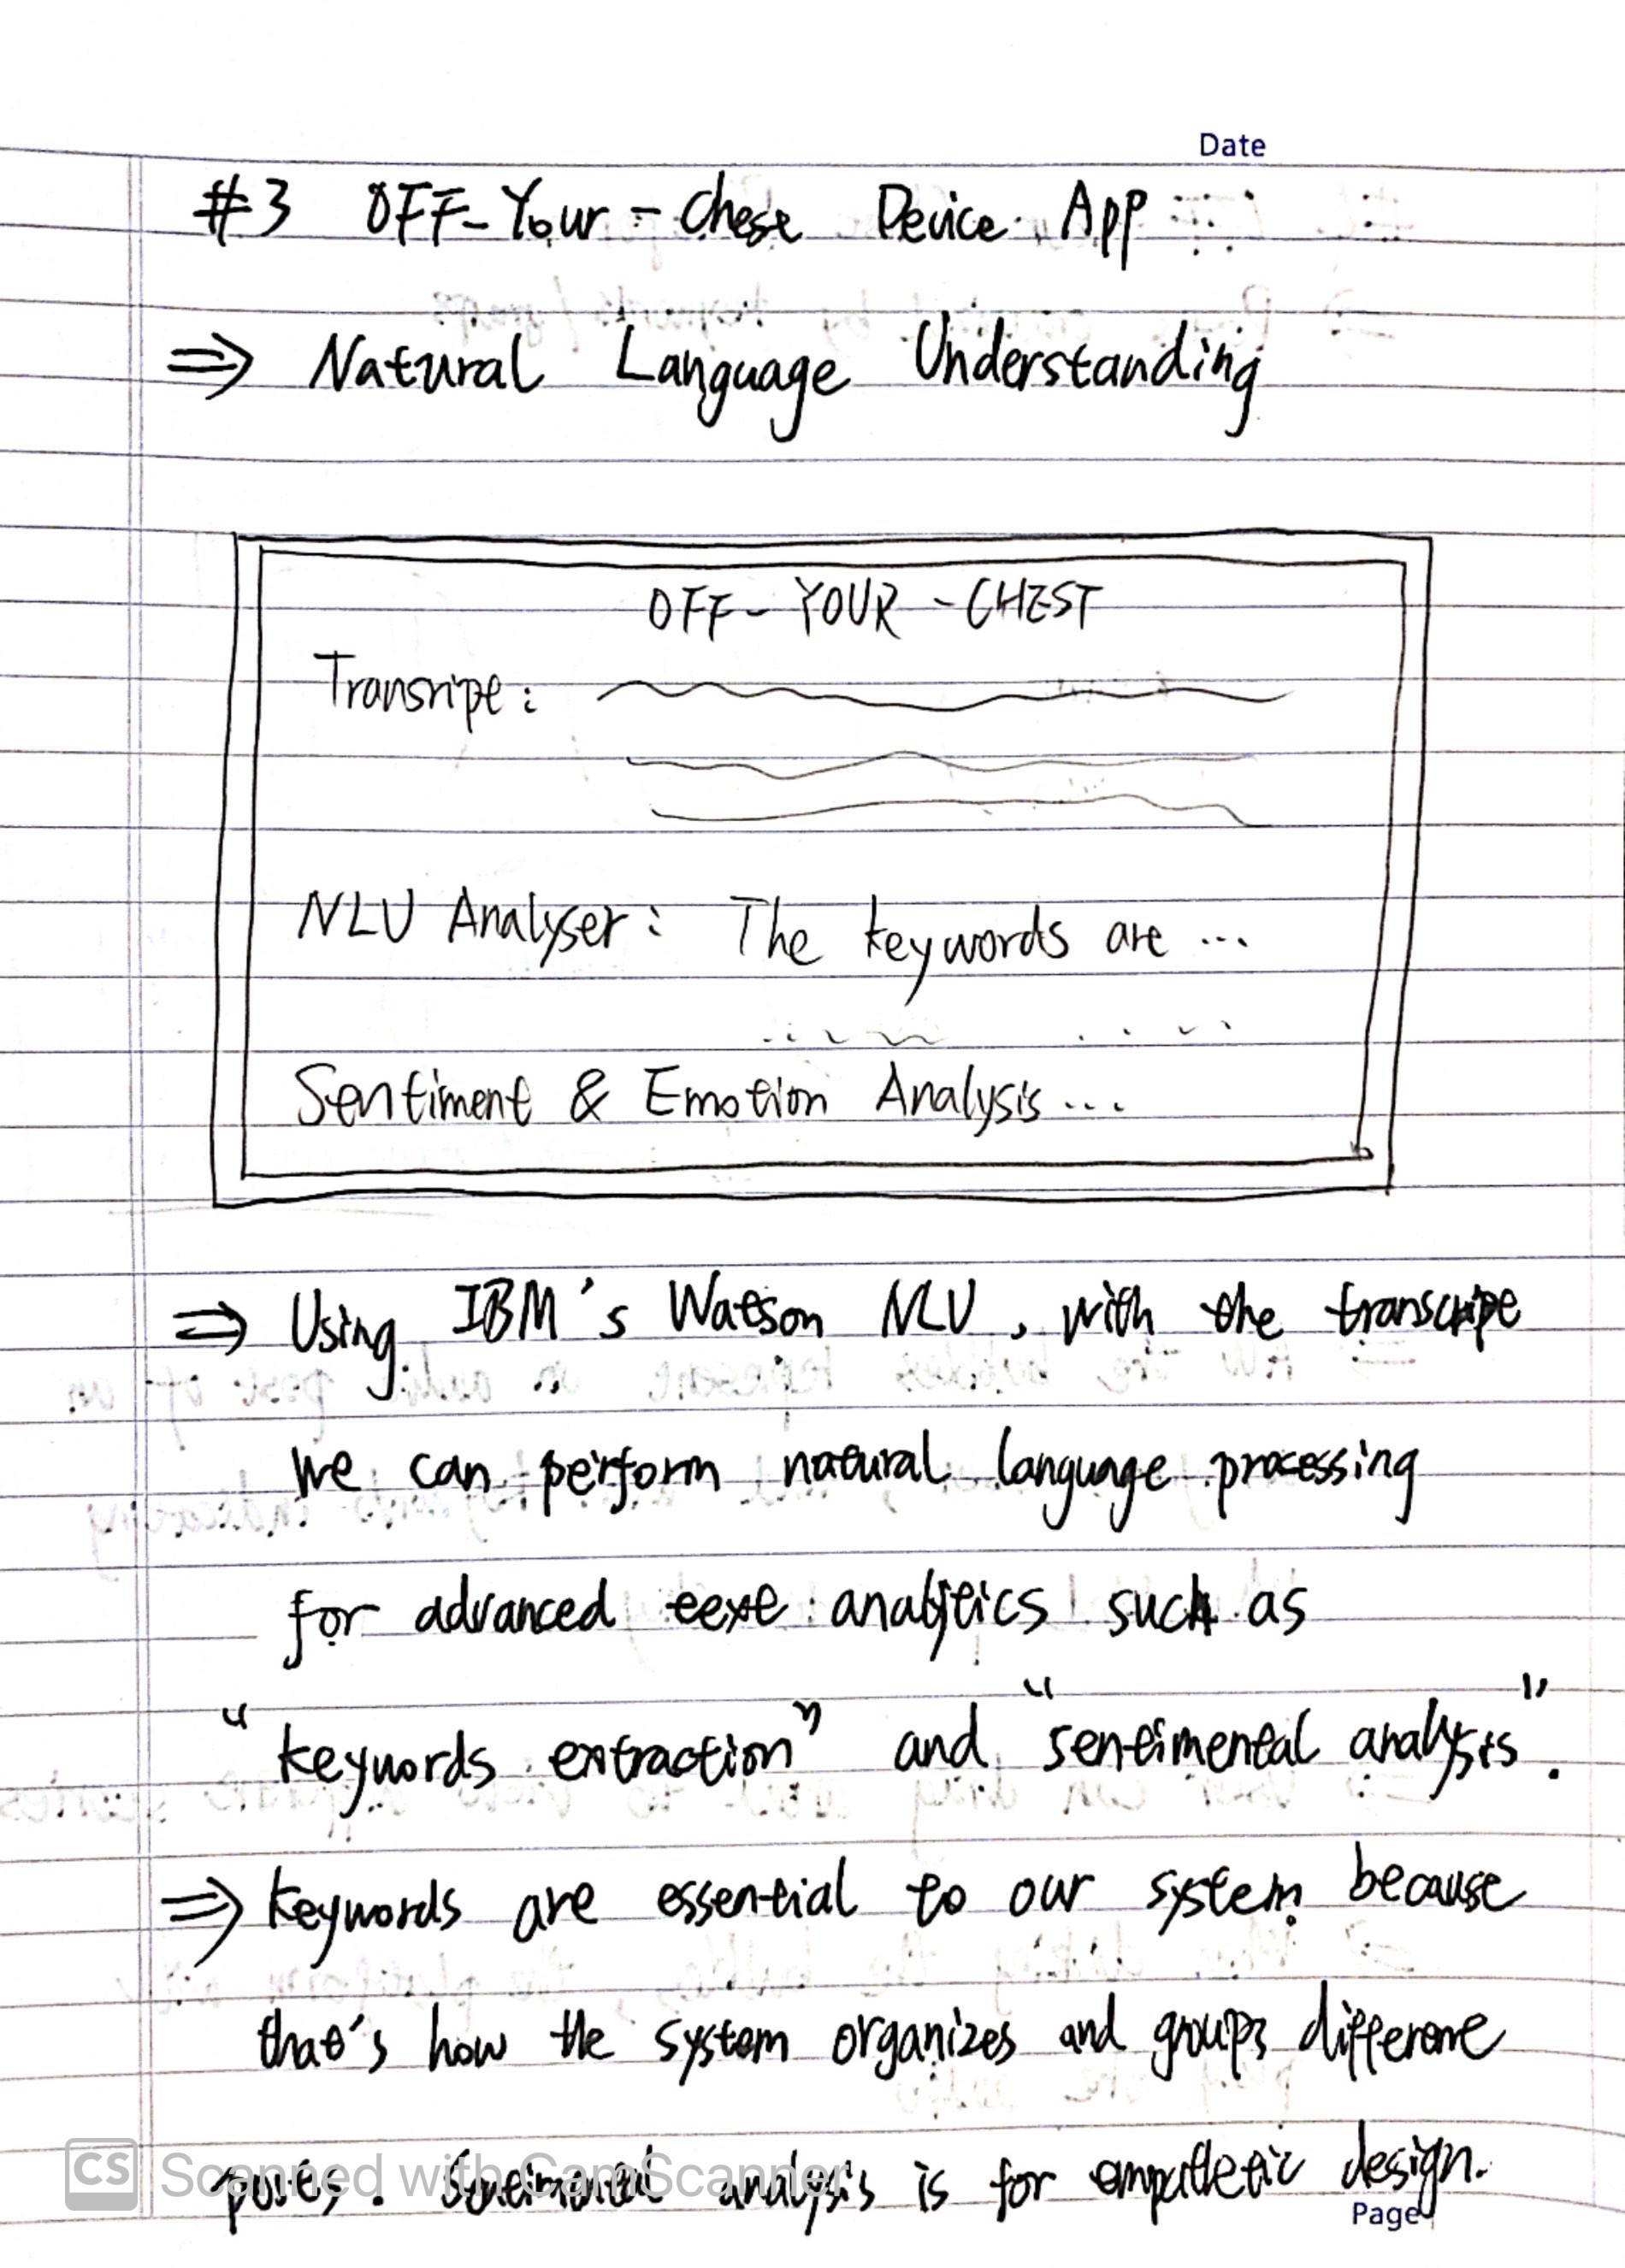 Date
#3 OFF-Your-Chest Device App
⇒ Natural Language Understanding
OFF-YOUR-CHEST
Transripe:
NLU Analyser: The keywords are ...
Sentiment & Emotion Analysis...
⇒ Using IBM's Watson NLU, with the transcripe
we can perform natural language processing
for advanced text analytics such as
"keywords extraction" and "sentimental analysis".
⇒ keywords are essential to our system because
that's how the system organizes and groups different
posts. Sentimental analysis is for empathetic design.
CS Scanned with CamScanner
Page